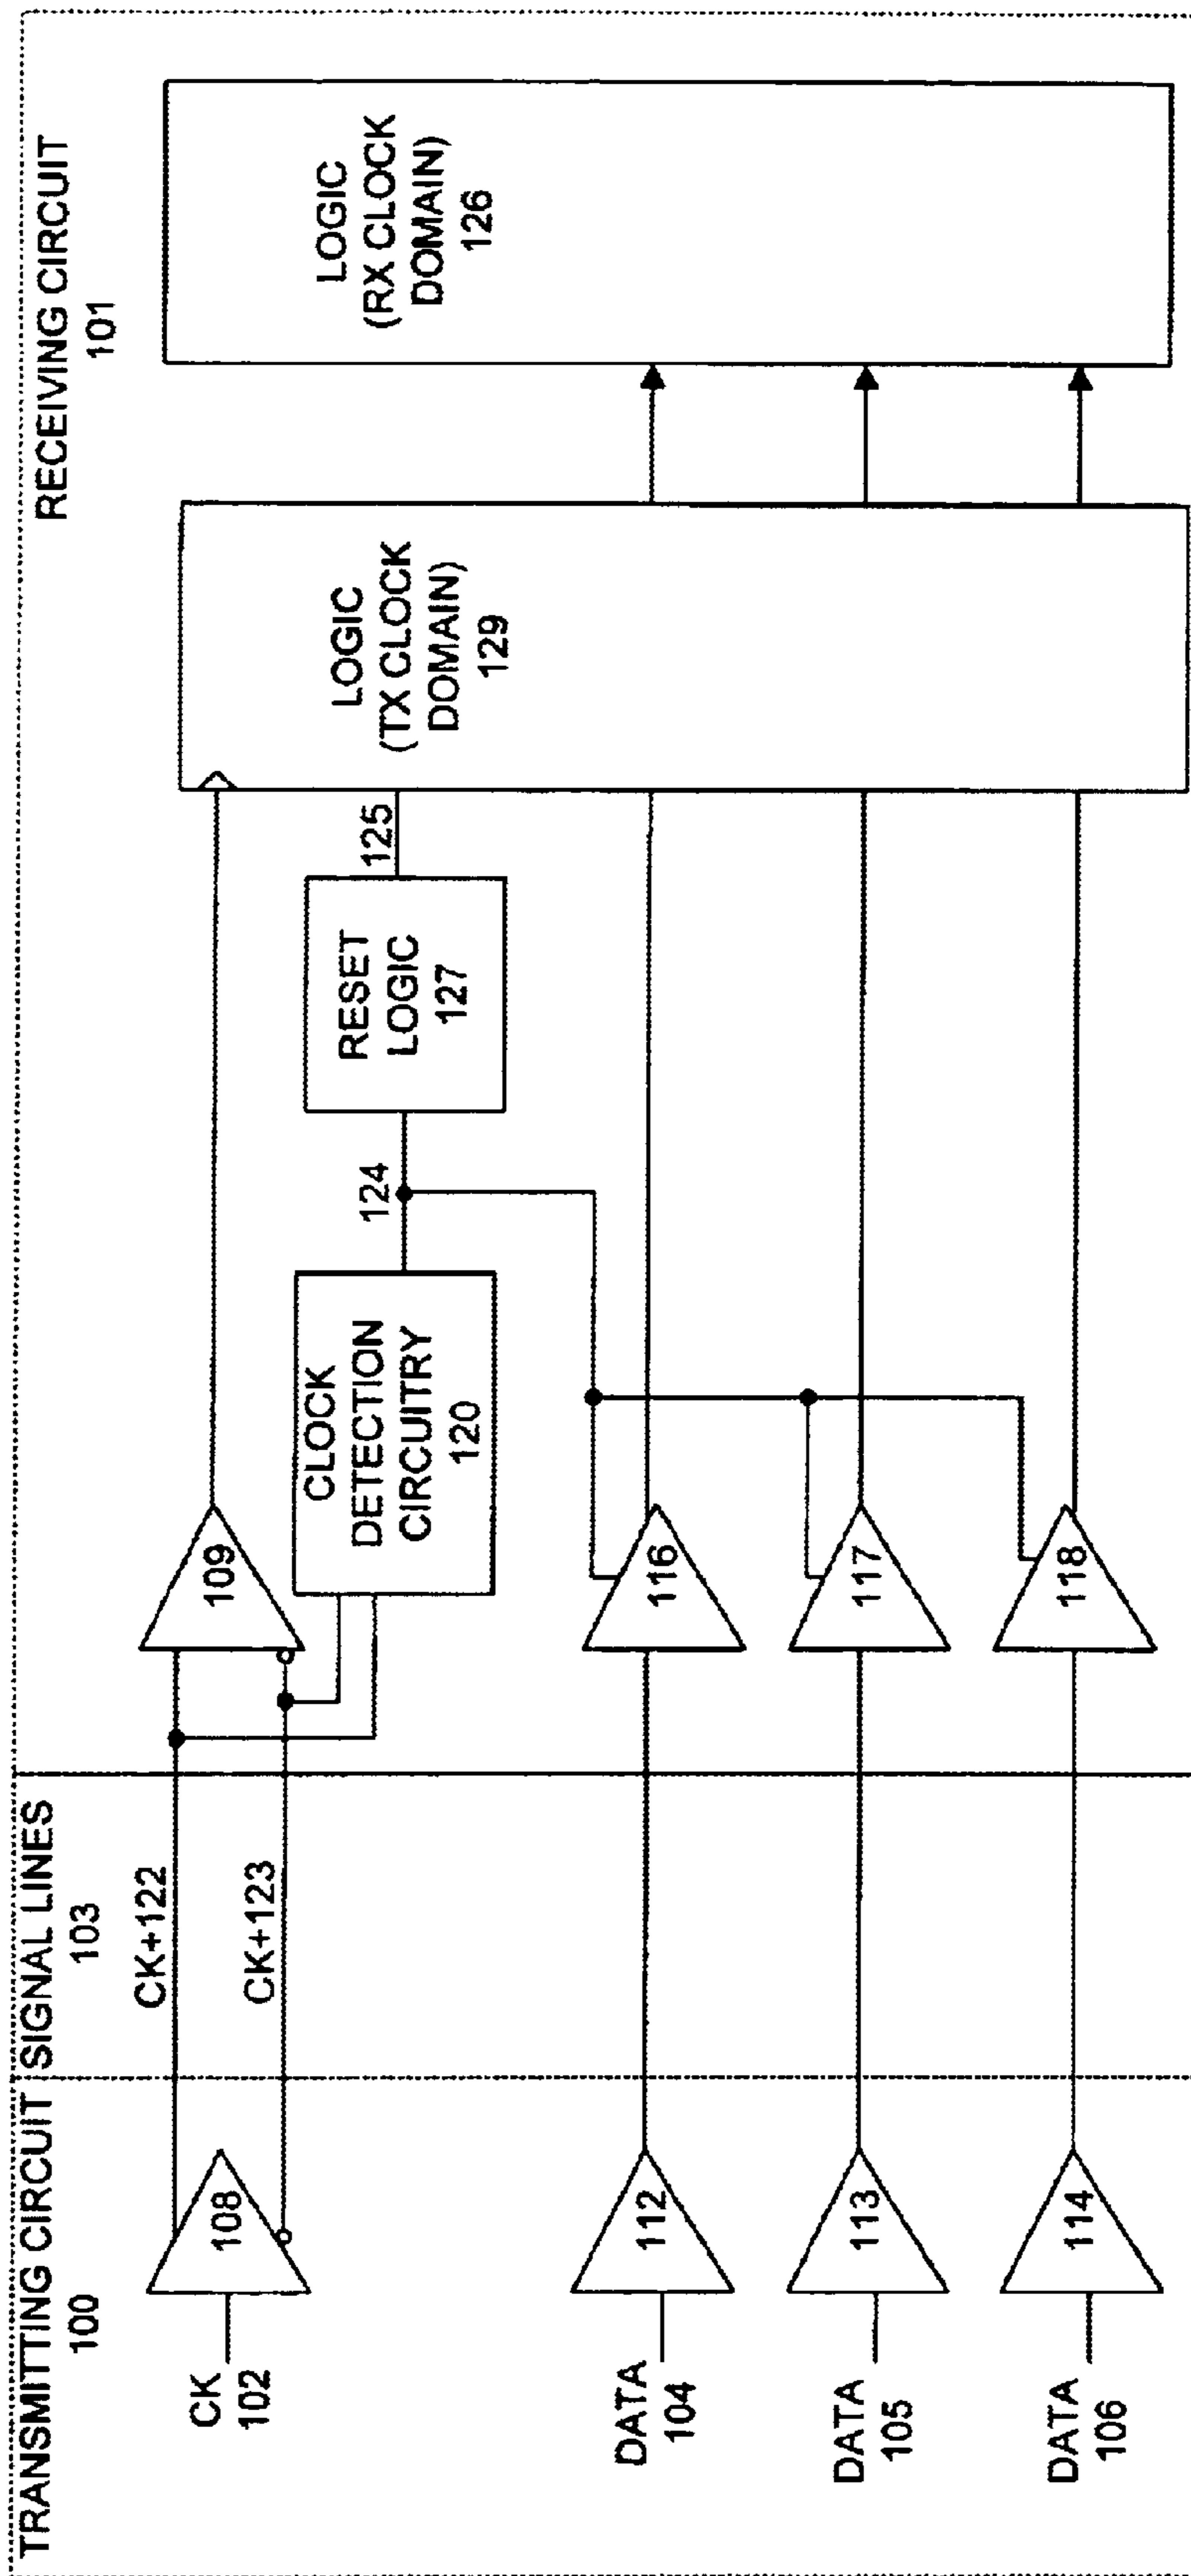 TRANSMITTING CIRCUIT
100
SIGNAL LINES
103
RECEIVING CIRCUIT
101
CK
102
108
CK+122
CK+123
109
CLOCK
DETECTION
CIRCUITRY
120
124
RESET
LOGIC
127
125
LOGIC
(TX CLOCK
DOMAIN)
129
LOGIC
(RX CLOCK
DOMAIN)
126
DATA
104
112
116
DATA
105
113
117
DATA
106
114
118